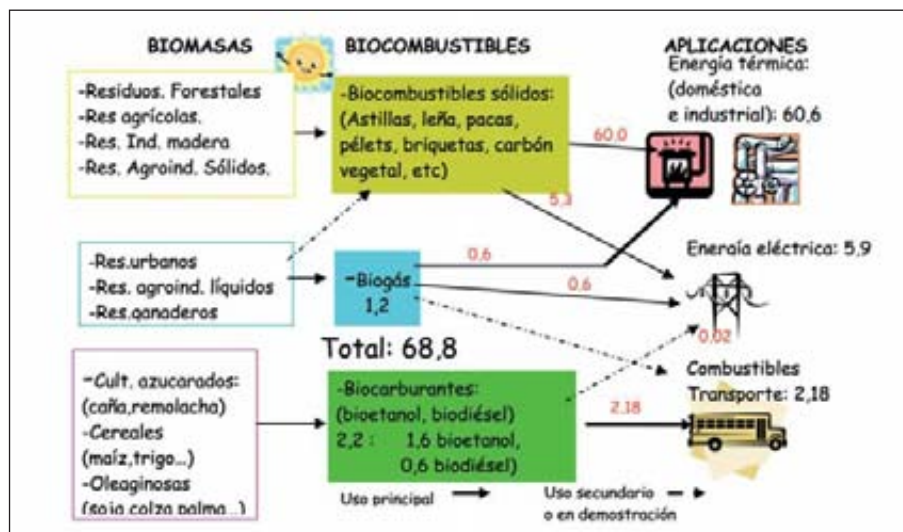 BIOMASAS
BIOCOMBUSTIBLES
APLICACIONES
-Residuos. Forestales
-Res agrícolas.
-Res. Ind. madera
-Res. Agroind. Sólidos.
-Biocombustibles sólidos:
(Astillas, leña, pacas,
pélets, briquetas, carbón
vegetal, etc)
Energía térmica:
(doméstica
e industrial): 60,6
60,0
5,3
-Res.urbanos
-Res. agroind. líquidos
-Res.ganaderos
-Biogós
1,2
0,6
0,6
Energía eléctrica: 5,9
Total: 68,8
0,02
-Cult. azucarados:
(caña,remolacha)
-Cereales
(maíz,trigo...)
-Oleaginosas
(soja,colza,palma...)
-Biocarburantes:
(bioetanol, biodiésel)
2,2 : 1,6 bioetanol,
0,6 biodiésel)
2,18
Combustibles
Transporte: 2,18
Uso principal
Uso secundario
o en demostración